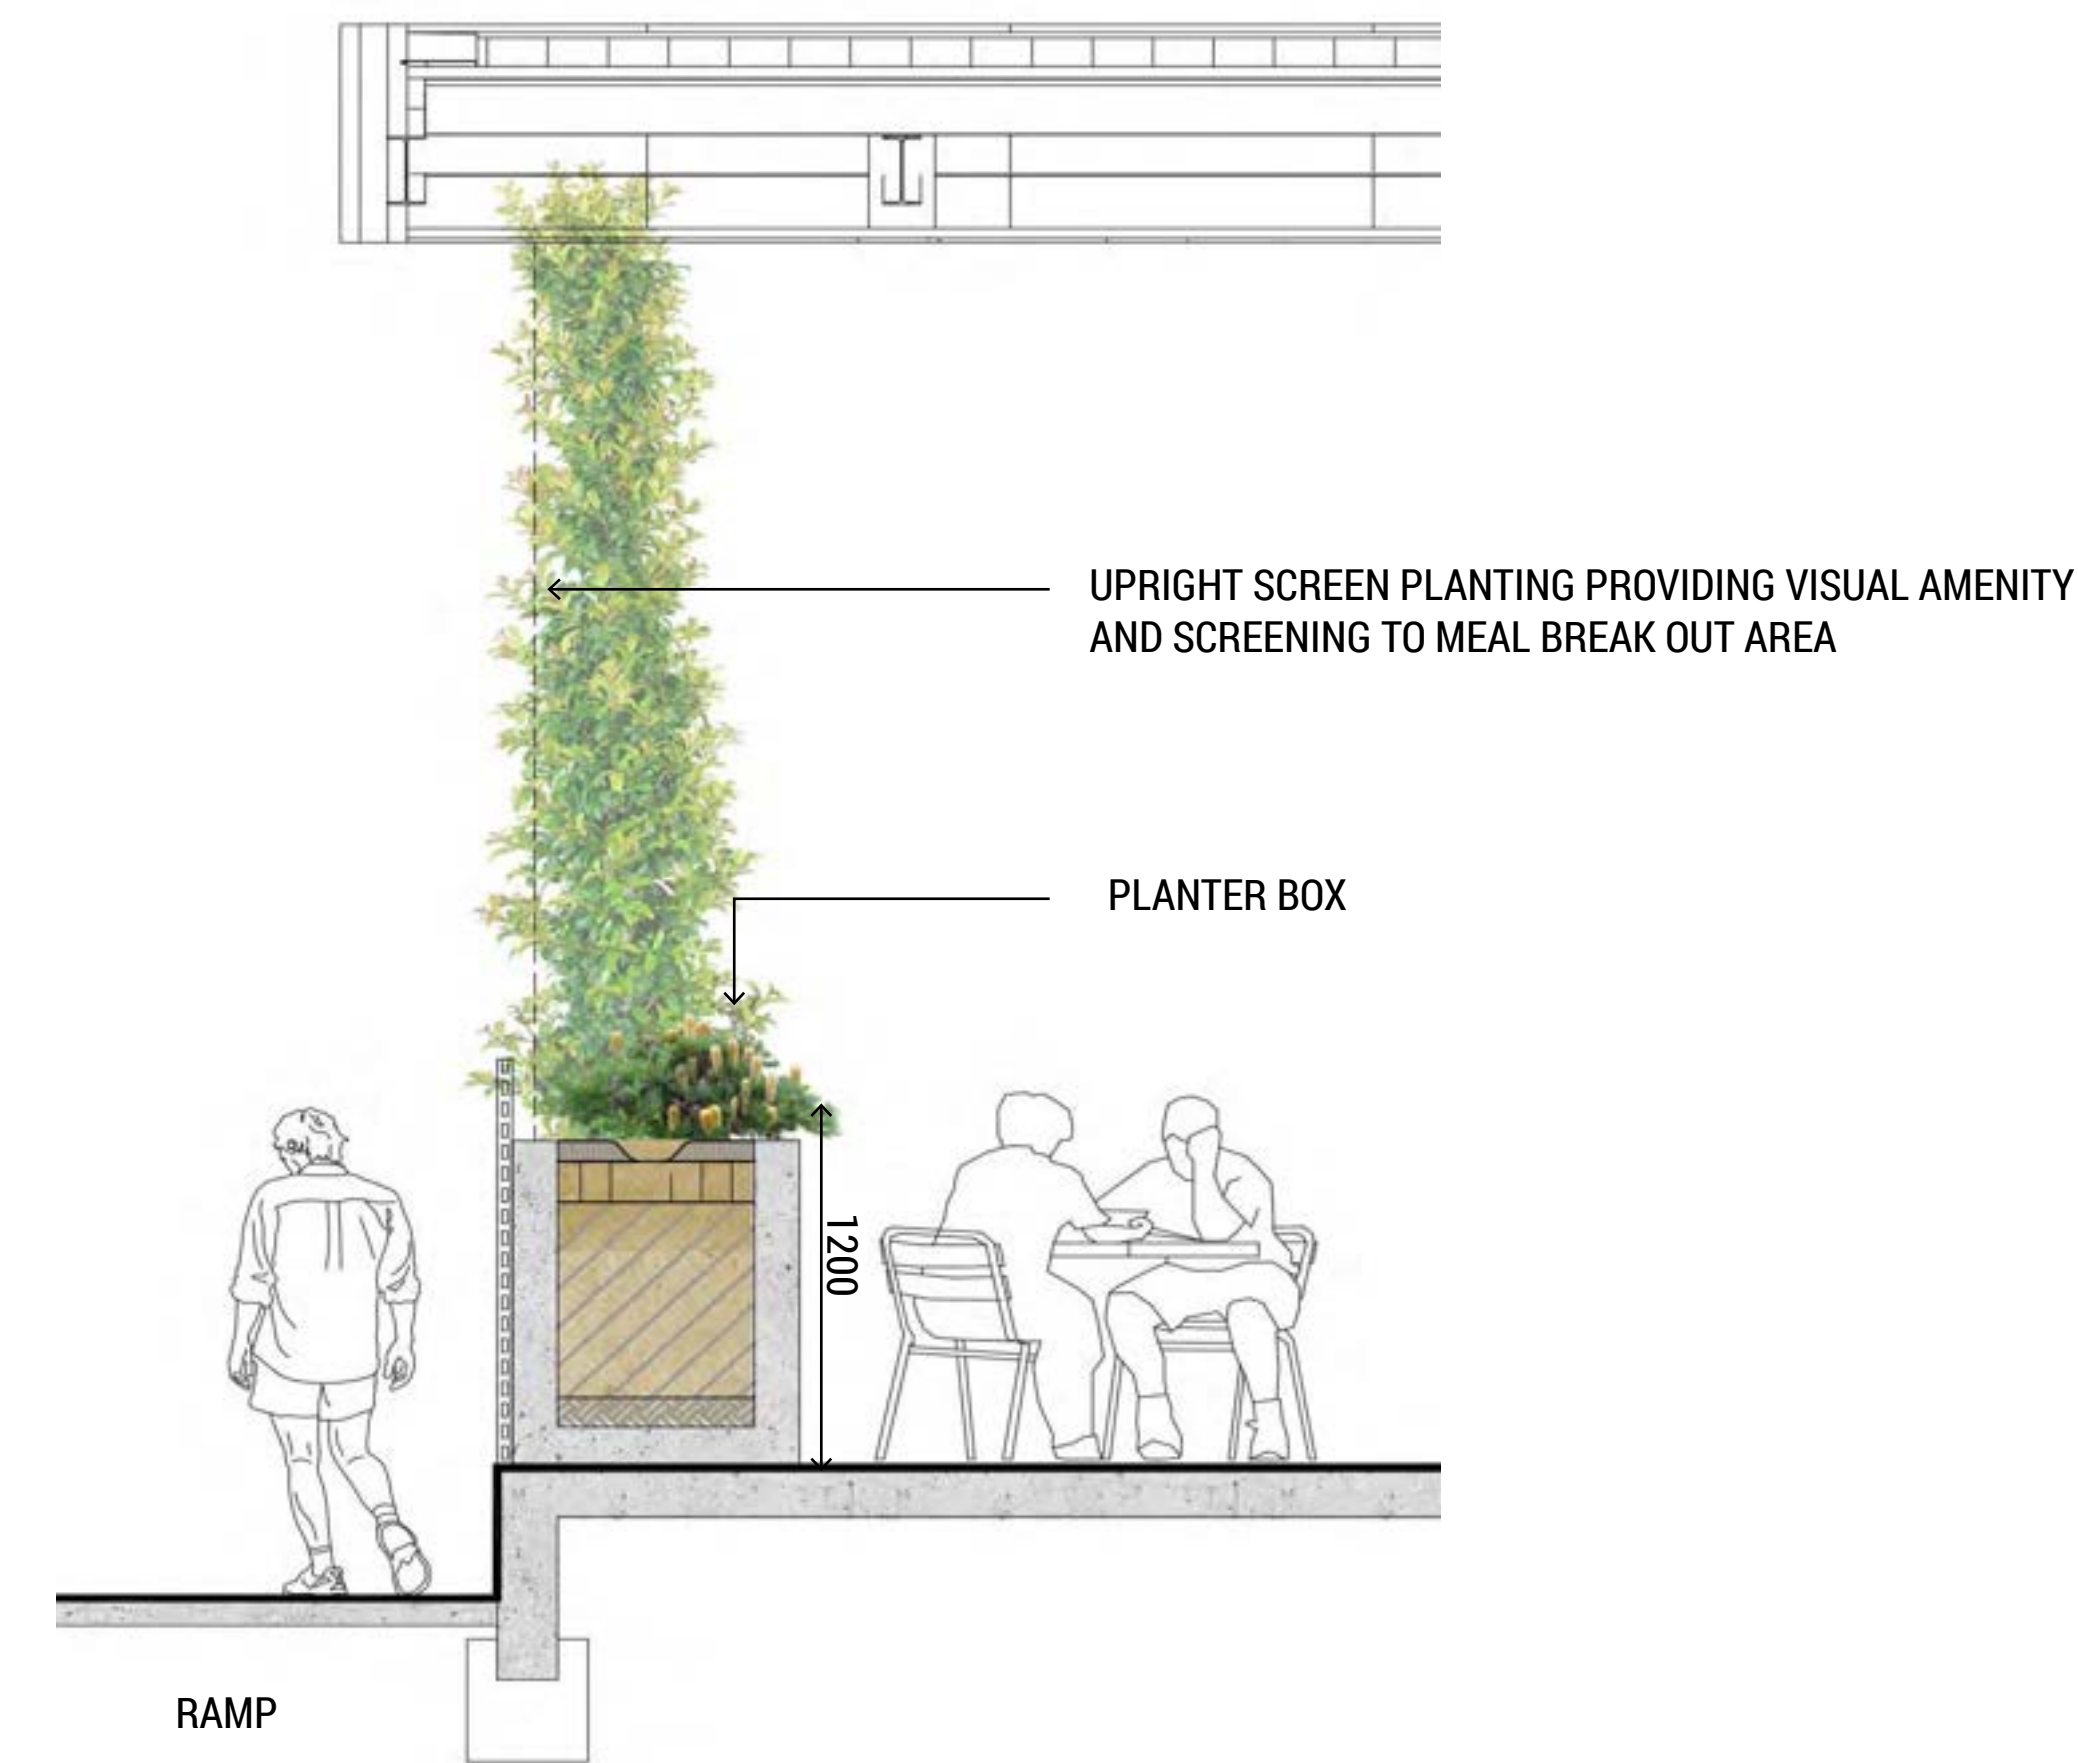 UPRIGHT SCREEN PLANTING PROVIDING VISUAL AMENITY
AND SCREENING TO MEAL BREAK OUT AREA
PLANTER BOX
1200
RAMP